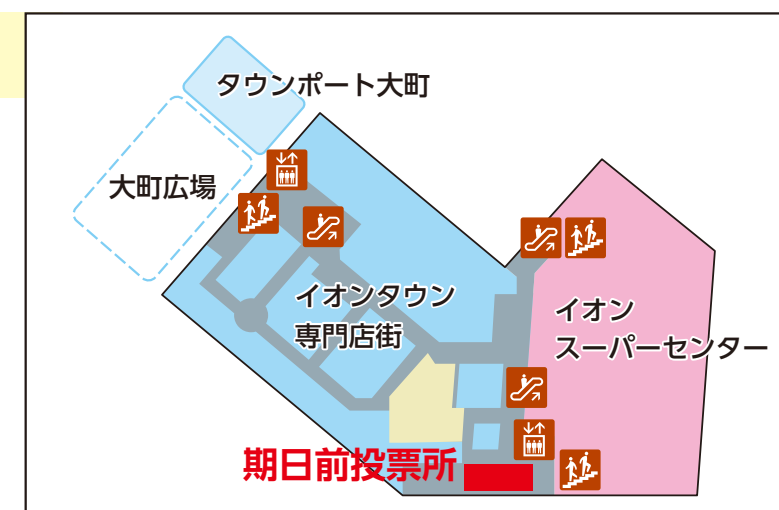 タウンポート大町
大町広場
イオンタウン
専門店街
イオン
スーパーセンター
期日前投票所